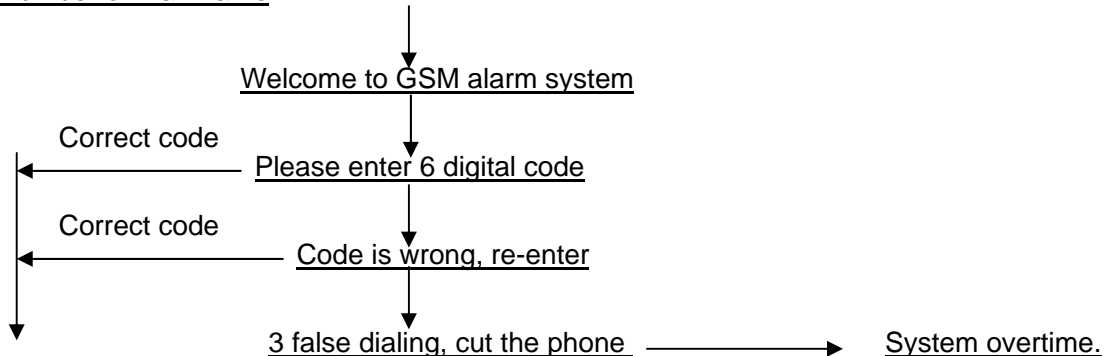 Welcome to GSM alarm system
Correct code
Please enter 6 digital code
Correct code
Code is wrong, re-enter
3 false dialing, cut the phone
System overtime.